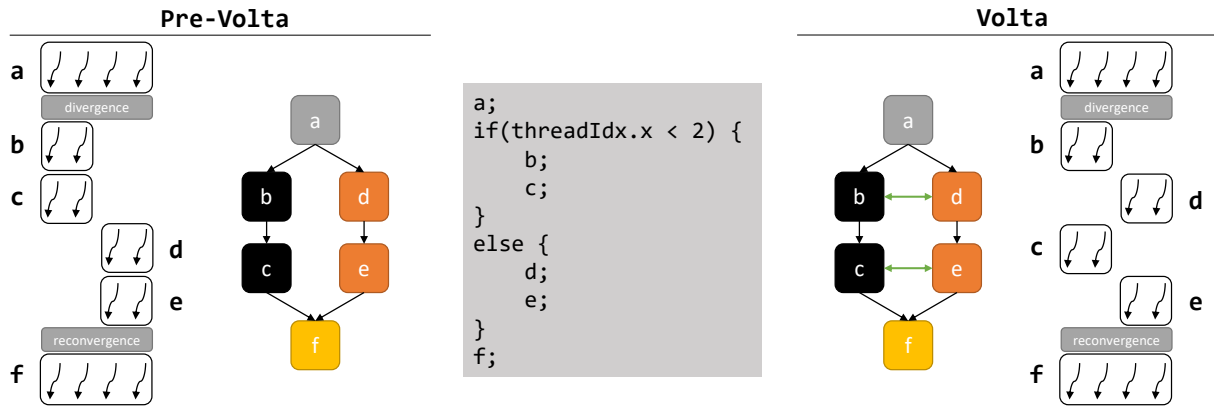 Pre-Volta
a
divergence
b
c
d
e
reconvergence
f
a
b
d
c
e
f
a;
if(threadIdx.x < 2) {
    b;
    c;
}
else {
    d;
    e;
}
f;
Volta
a
b
d
c
e
f
a
divergence
b
d
c
e
reconvergence
f